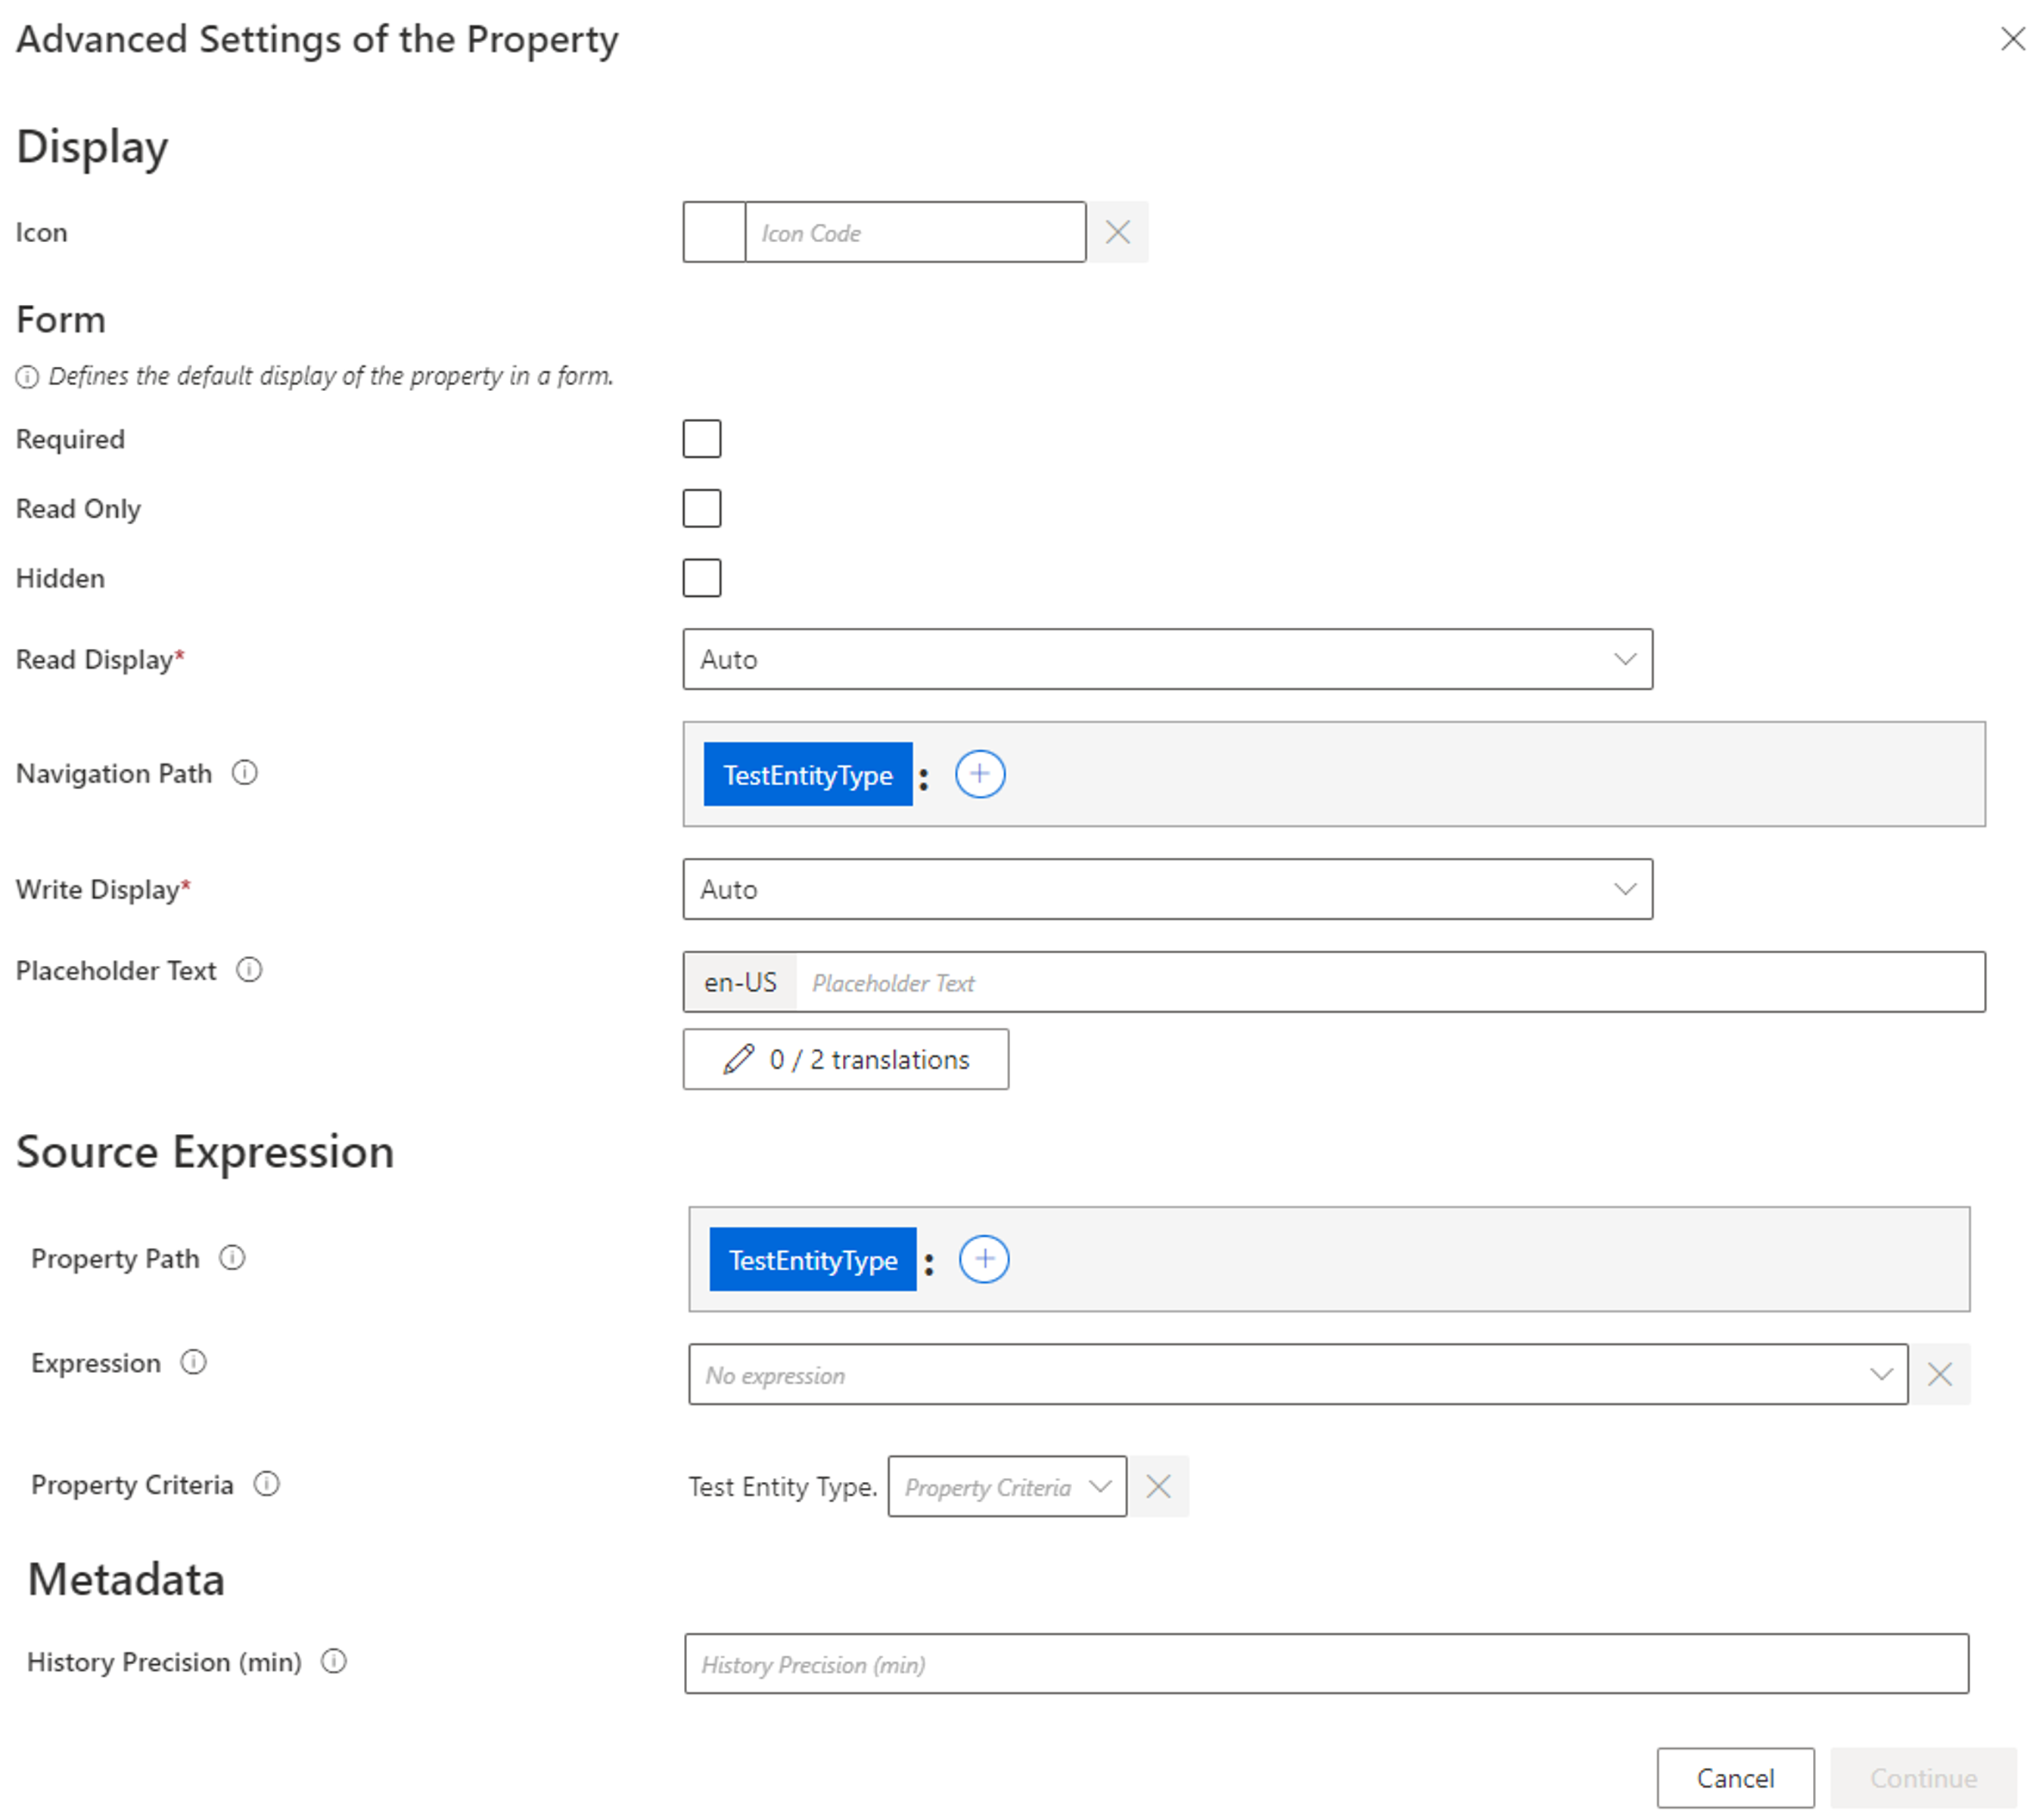 Advanced Settings of the Property
Display
Icon
Icon Code
Form
Defines the default display of the property in a form.
Required
Read Only
Hidden
Read Display*
Auto
Navigation Path
TestEntityType :
Write Display*
Auto
Placeholder Text
en-US Placeholder Text
0 / 2 translations
Source Expression
Property Path
TestEntityType :
Expression
No expression
Property Criteria
Test Entity Type. Property Criteria
Metadata
History Precision (min)
History Precision (min)
Cancel Continue